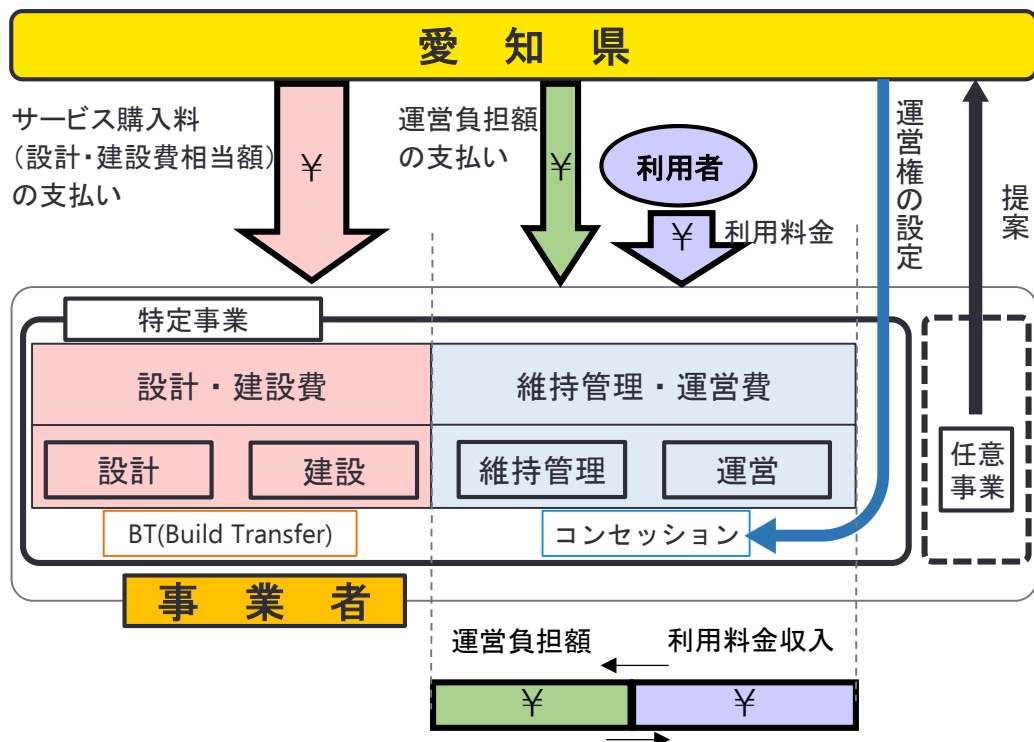 愛 知 県
サービス購入料
（設計・建設費相当額）
の支払い
¥
運営負担額
の支払い
¥
利用者
¥
利用料金
運営権の設定
提案
特定事業
設計・建設費
維持管理・運営費
設計
建設
維持管理
運営
任意
事業
BT(Build Transfer)
コンセッション
事 業 者
運営負担額
利用料金収入
¥
¥